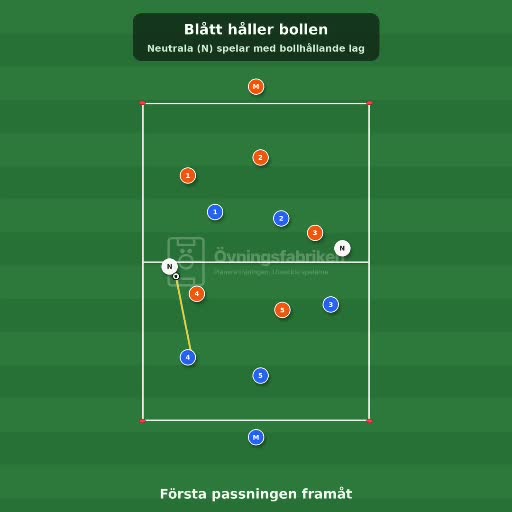 Blått håller bollen
Neutrala (N) spelar med bollhållande lag
M
2
1
1
2
3
N
Övningsfabriken
N
4
3
5
4
5
M
Första passningen framåt